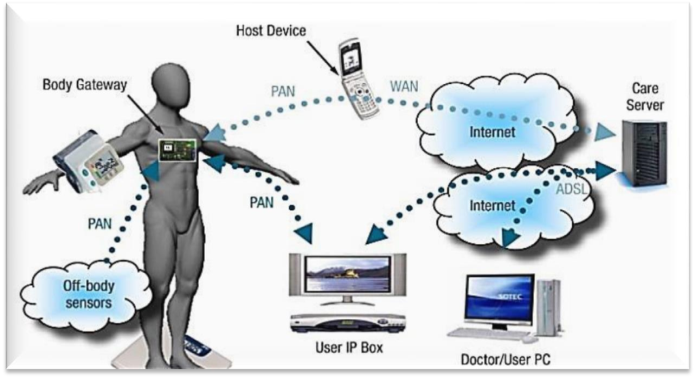 Host Device
Body Gateway
PAN
WAN
Care
Server
Internet
PAN
PAN
Internet
ADSL
Off-body
sensors
SOTEC
User IP Box
Doctor/User PC